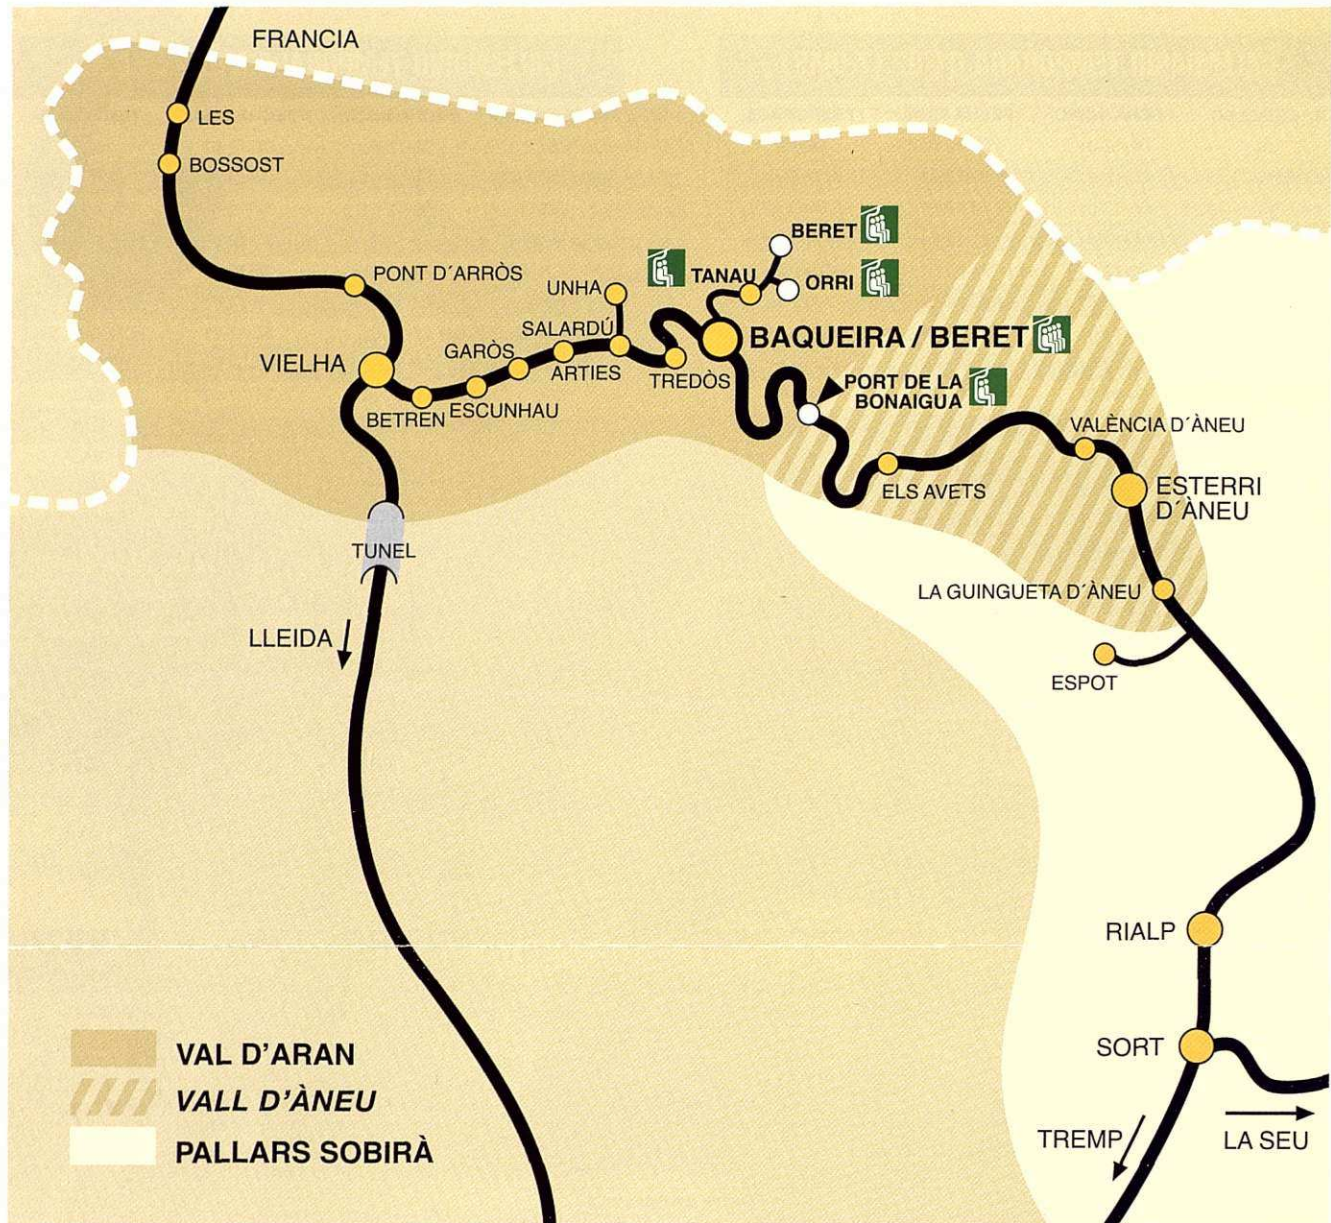 FRANCIA
LES
BOSSOST
BERET
PONT D´ARRÒS
UNHA
TANAU
ORRI
SALARDÚ
BAQUEIRA / BERET
GARÒS
VIELHA
ARTIES
TREDÒS
PORT DE LA
BONAIGUA
BETREN
ESCUNHAU
VALÈNCIA D´ÀNEU
ELS AVETS
ESTERRI
D´ÀNEU
TUNEL
LA GUINGUETA D´ÀNEU
LLEIDA
ESPOT
RIALP
SORT
VAL D’ARAN
VALL D’ÀNEU
PALLARS SOBIRÀ
TREMP
LA SEU